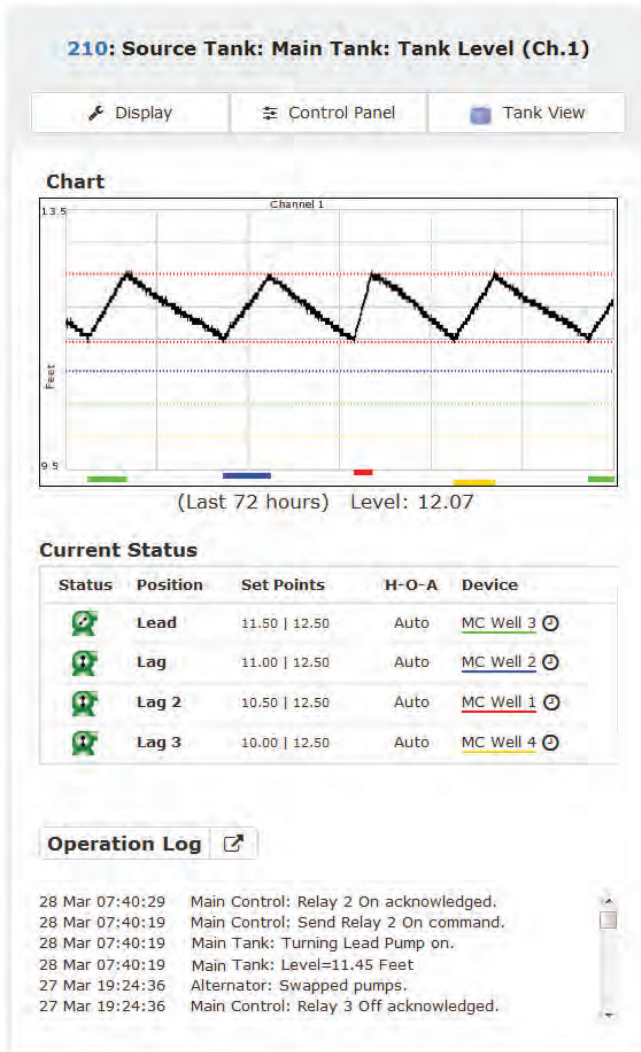 210: Source Tank: Main Tank: Tank Level (Ch.1)
Display Control Panel Tank View
Chart
Channel 1
13.5
Feet
9.5
(Last 72 hours) Level: 12.07
Current Status
Status Position Set Points H-O-A Device
Lead 11.50 | 12.50 Auto MC Well 3
Lag 11.00 | 12.50 Auto MC Well 2
Lag 2 10.50 | 12.50 Auto MC Well 1
Lag 3 10.00 | 12.50 Auto MC Well 4
Operation Log
28 Mar 07:40:29 Main Control: Relay 2 On acknowledged.
28 Mar 07:40:19 Main Control: Send Relay 2 On command.
28 Mar 07:40:19 Main Tank: Turning Lead Pump on.
28 Mar 07:40:19 Main Tank: Level=11.45 Feet
27 Mar 19:24:36 Alternator: Swapped pumps.
27 Mar 19:24:36 Main Control: Relay 3 Off acknowledged.